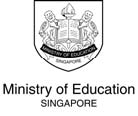 MINISTRY OF EDUCATION
SINGAPORE
Ministry of Education
SINGAPORE